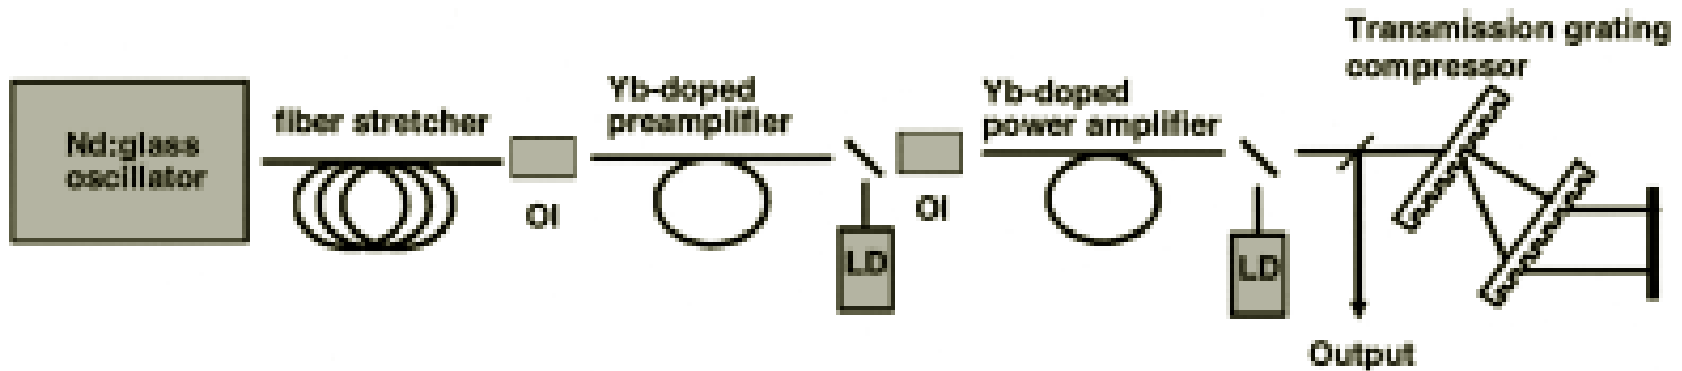 Nd:glass
oscillator
fiber stretcher
OI
Yb-doped
preamplifier
LD
OI
Yb-doped
power amplifier
LD
Transmission grating
compressor
Output